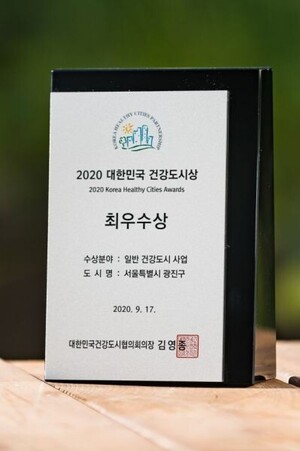 KOREA HEALTHY CITIES PARTNERSHIP
2020 대한민국 건강도시상
2020 Korea Healthy Cities Awards
최우수상
수상분야 : 일반 건강도시 사업
도 시 명 : 서울특별시 광진구
2020. 9. 17.
대한민국건강도시협의회의장 김 영